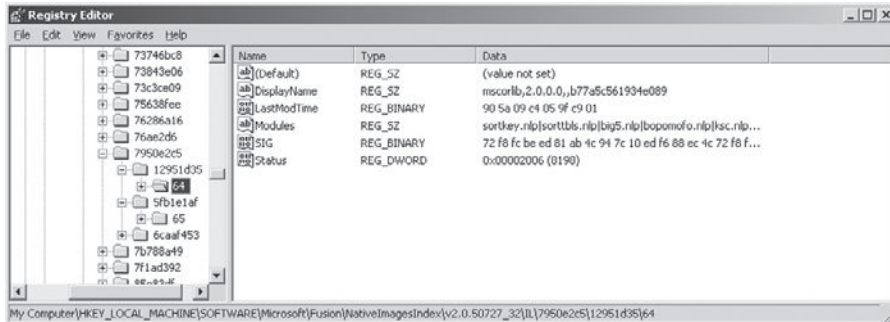 Registry Editor
File Edit View Favorites Help
73746bc8
73843e06
73c3ce09
75638fee
76286a16
76ae2d6
7950e2c5
12951d35
64
5fb1e1af
65
6caaf453
7b788a49
7f1ad392
Name Type Data
(Default) REG_SZ (value not set)
DisplayName REG_SZ mscorlib,2.0.0.0,,b77a5c561934e089
LastModTime REG_BINARY 90 5a 09 c4 05 9f c9 01
Modules REG_SZ sortkey.nlp|sorttbls.nlp|big5.nlp|bopomofo.nlp|ksc.nlp...
SIG REG_BINARY 72 f8 fc be ed 81 ab 4c 94 7c 10 ed f6 88 ec 4c 72 f8 f...
Status REG_DWORD 0x00002006 (8198)
My Computer\HKEY_LOCAL_MACHINE\SOFTWARE\Microsoft\Fusion\NativeImagesIndex\v2.0.50727_32\IL\7950e2c5\12951d35\64